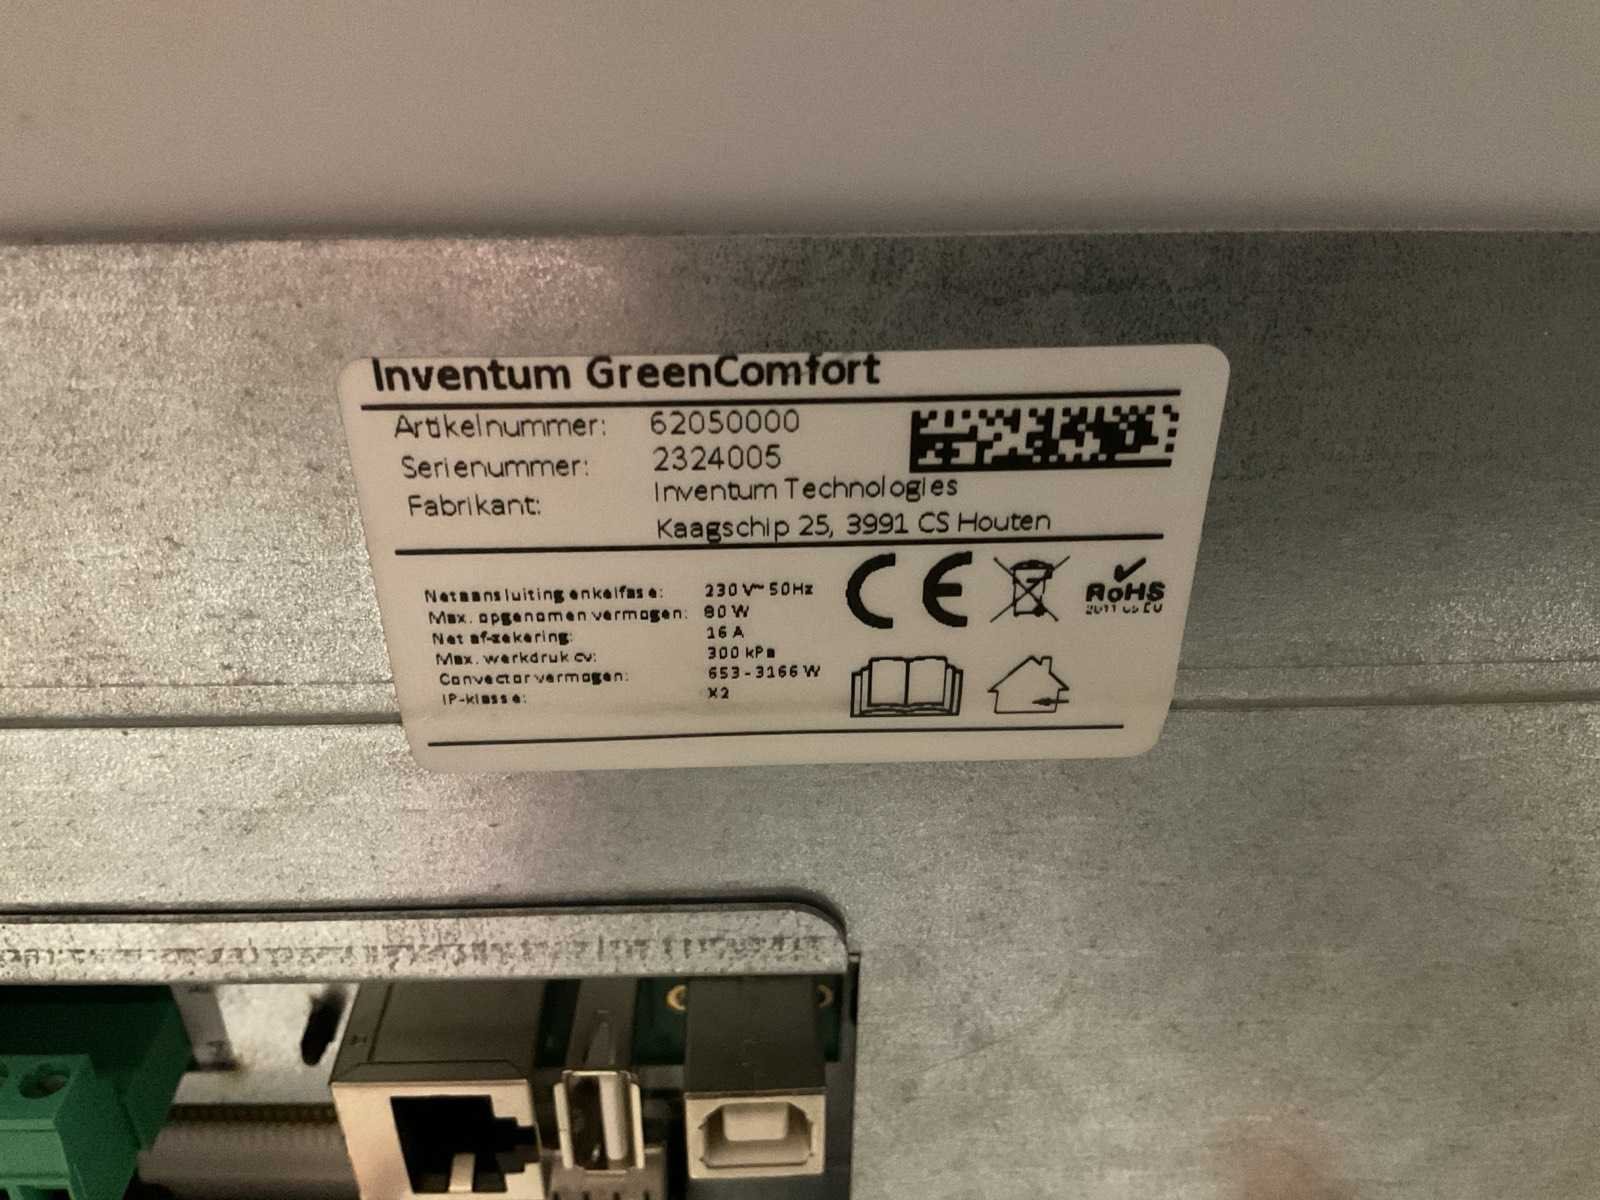 Inventum GreenComfort
Artikelnummer: 62050000
Serienummer: 2324005
Fabrikant: Inventum Technologies
Kaagschip 25, 3991 CS Houten
Netaansluiting enkelfase: 230 V~ 50Hz
Max. opgenomen vermogen: 80 W
Net af-zekering: 16 A
Max. werkdruk cv: 300 kPa
Convector vermogen: 653-3166 W
IP-klasse: X2
CE
RoHS